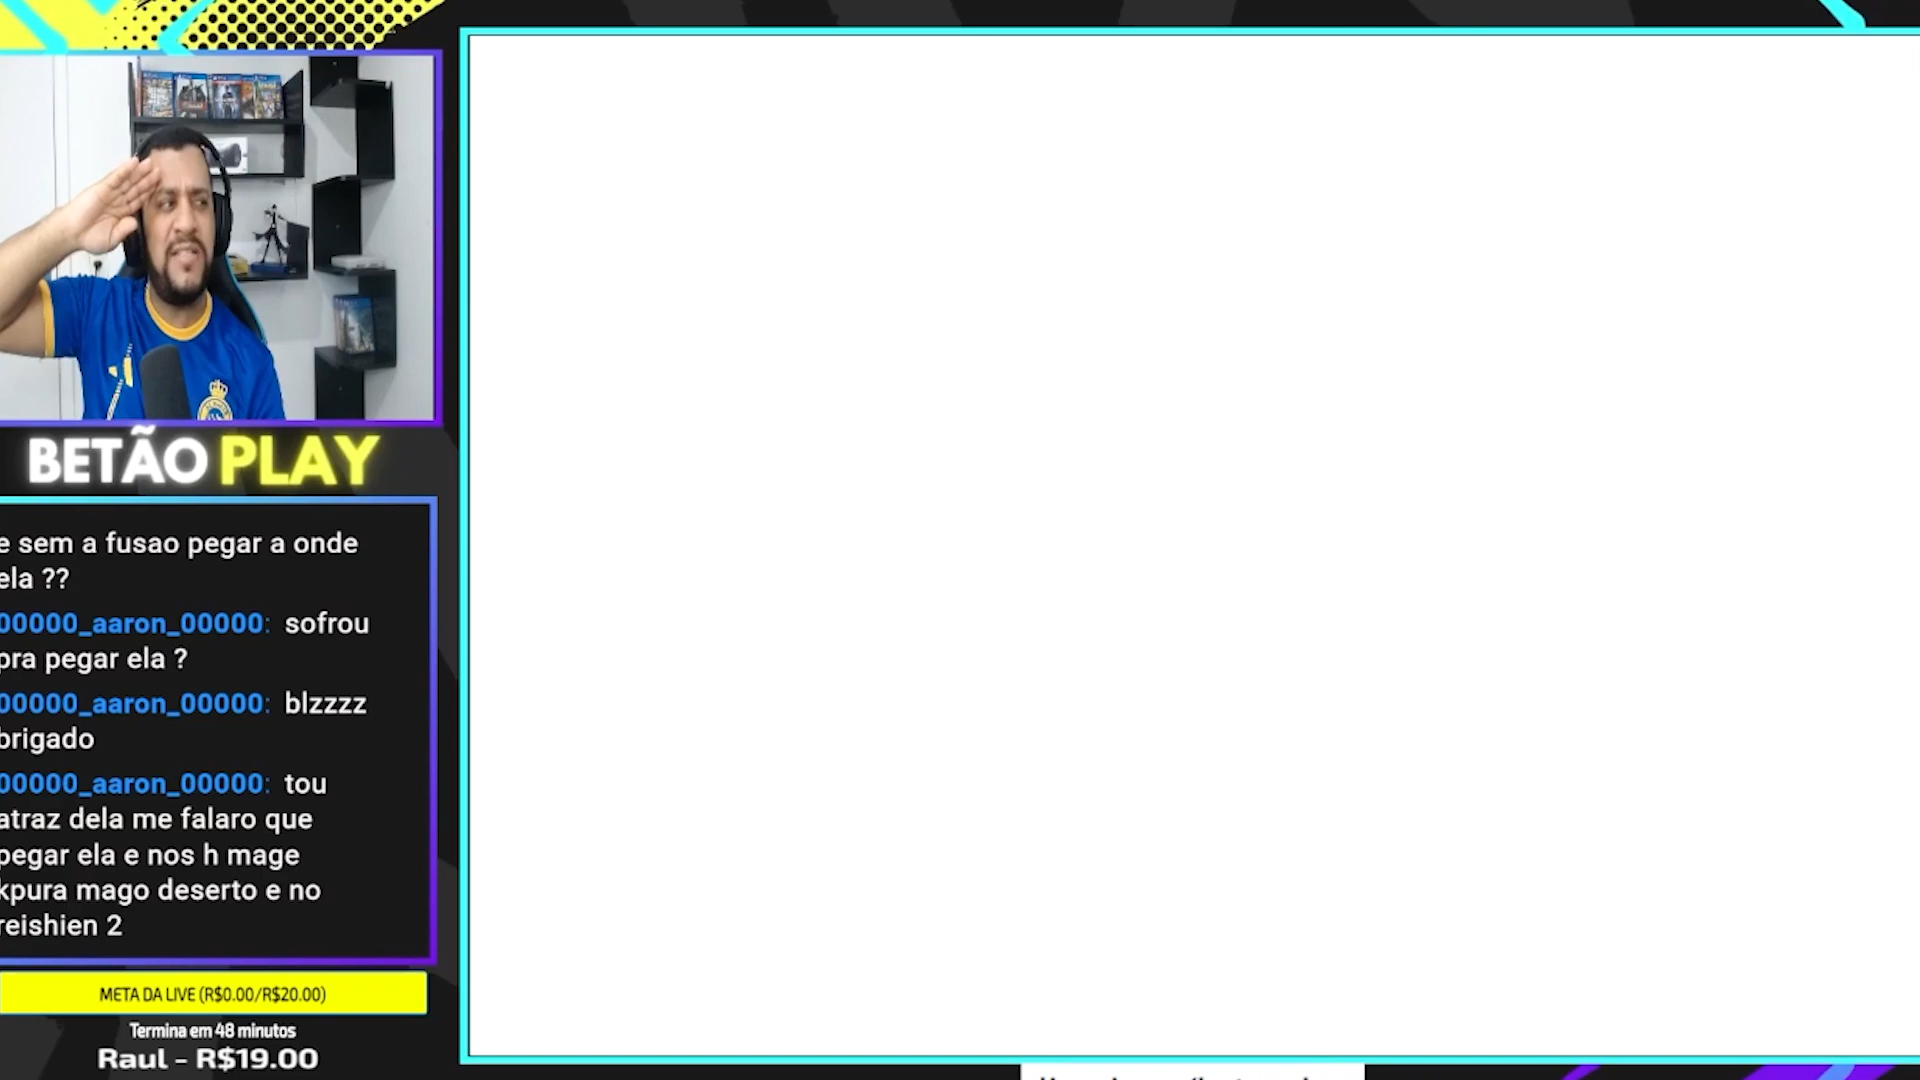 BETÃO PLAY
e sem a fusao pegar a onde
ela ??
00000_aaron_00000: sofrou
pra pegar ela ?
00000_aaron_00000: blzzzz
brigado
00000_aaron_00000: tou
atraz dela me falaro que
pegar ela e nos h mage
kpura mago deserto e no
reishien 2
META DA LIVE (R$0.00/R$20.00)
Termina em 48 minutos
Raul - R$19.00